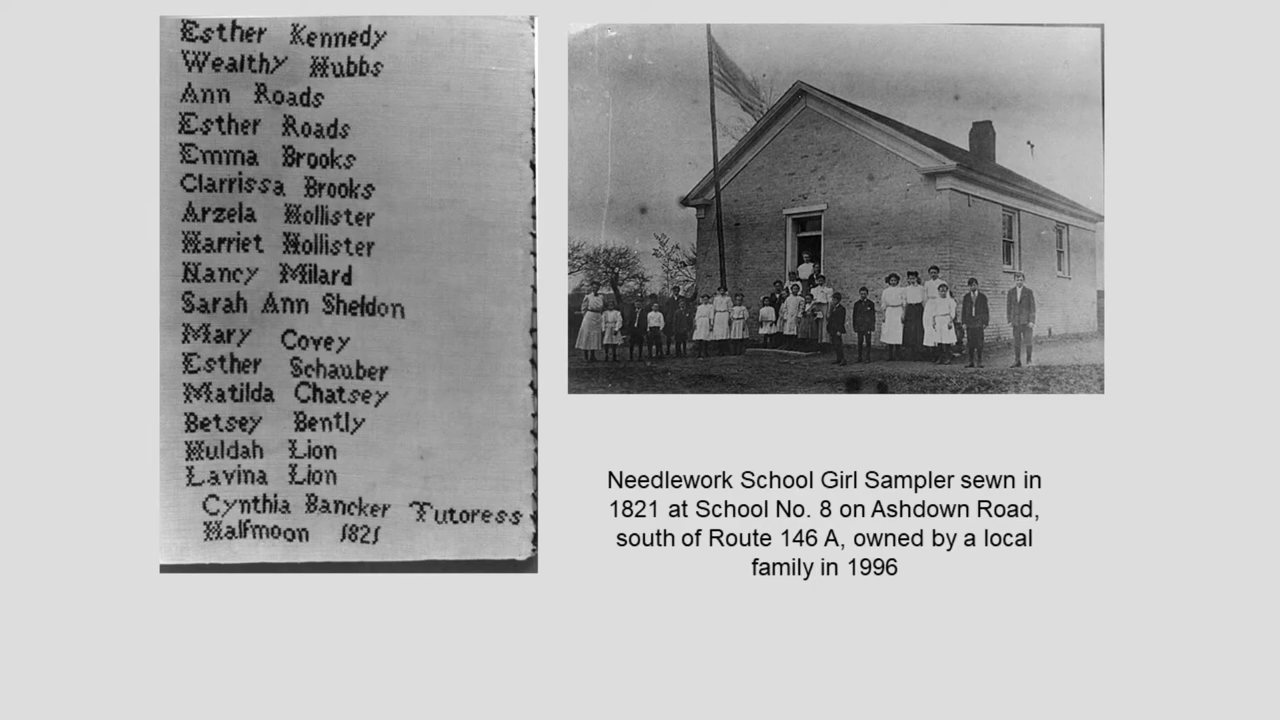 Esther Kennedy
Wealthy Hubbs
Ann Roads
Esther Roads
Emma Brooks
Clarrissa Brooks
Arzela Hollister
Harriet Hollister
Nancy Milard
Sarah Ann Sheldon
Mary Covey
Esther Schauber
Matilda Chatsey
Betsey Bently
Huldah Lion
Lavina Lion
Cynthia Bancker Tutoress
Halfmoon 1821
Needlework School Girl Sampler sewn in
1821 at School No. 8 on Ashdown Road,
south of Route 146 A, owned by a local
family in 1996